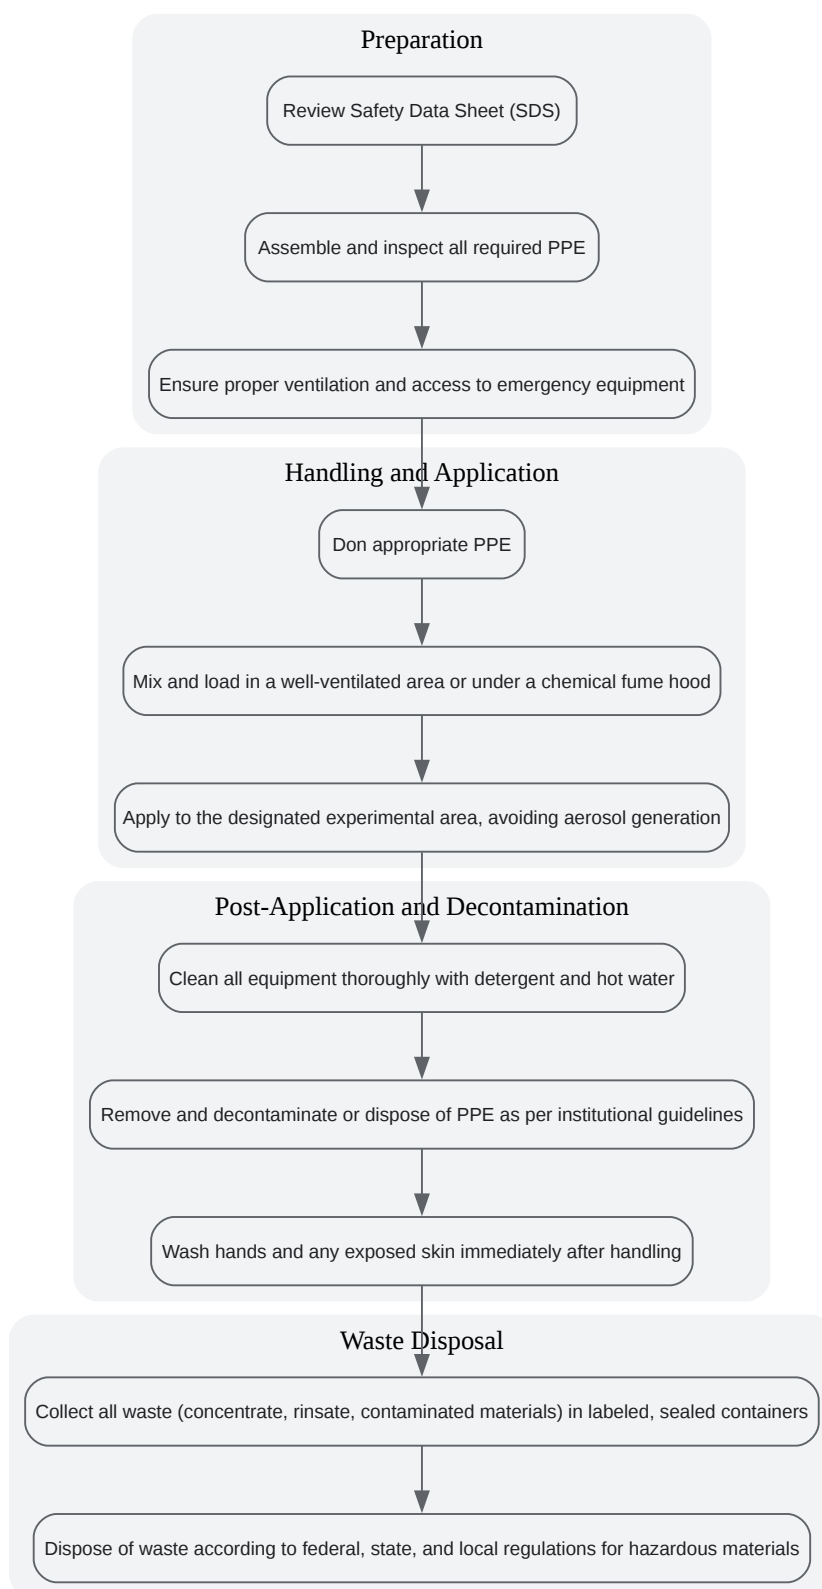 Preparation
Review Safety Data Sheet (SDS)
Assemble and inspect all required PPE
Ensure proper ventilation and access to emergency equipment
Handling and Application
Don appropriate PPE
Mix and load in a well-ventilated area or under a chemical fume hood
Apply to the designated experimental area, avoiding aerosol generation
Post-Application and Decontamination
Clean all equipment thoroughly with detergent and hot water
Remove and decontaminate or dispose of PPE as per institutional guidelines
Wash hands and any exposed skin immediately after handling
Waste Disposal
Collect all waste (concentrate, rinsate, contaminated materials) in labeled, sealed containers
Dispose of waste according to federal, state, and local regulations for hazardous materials